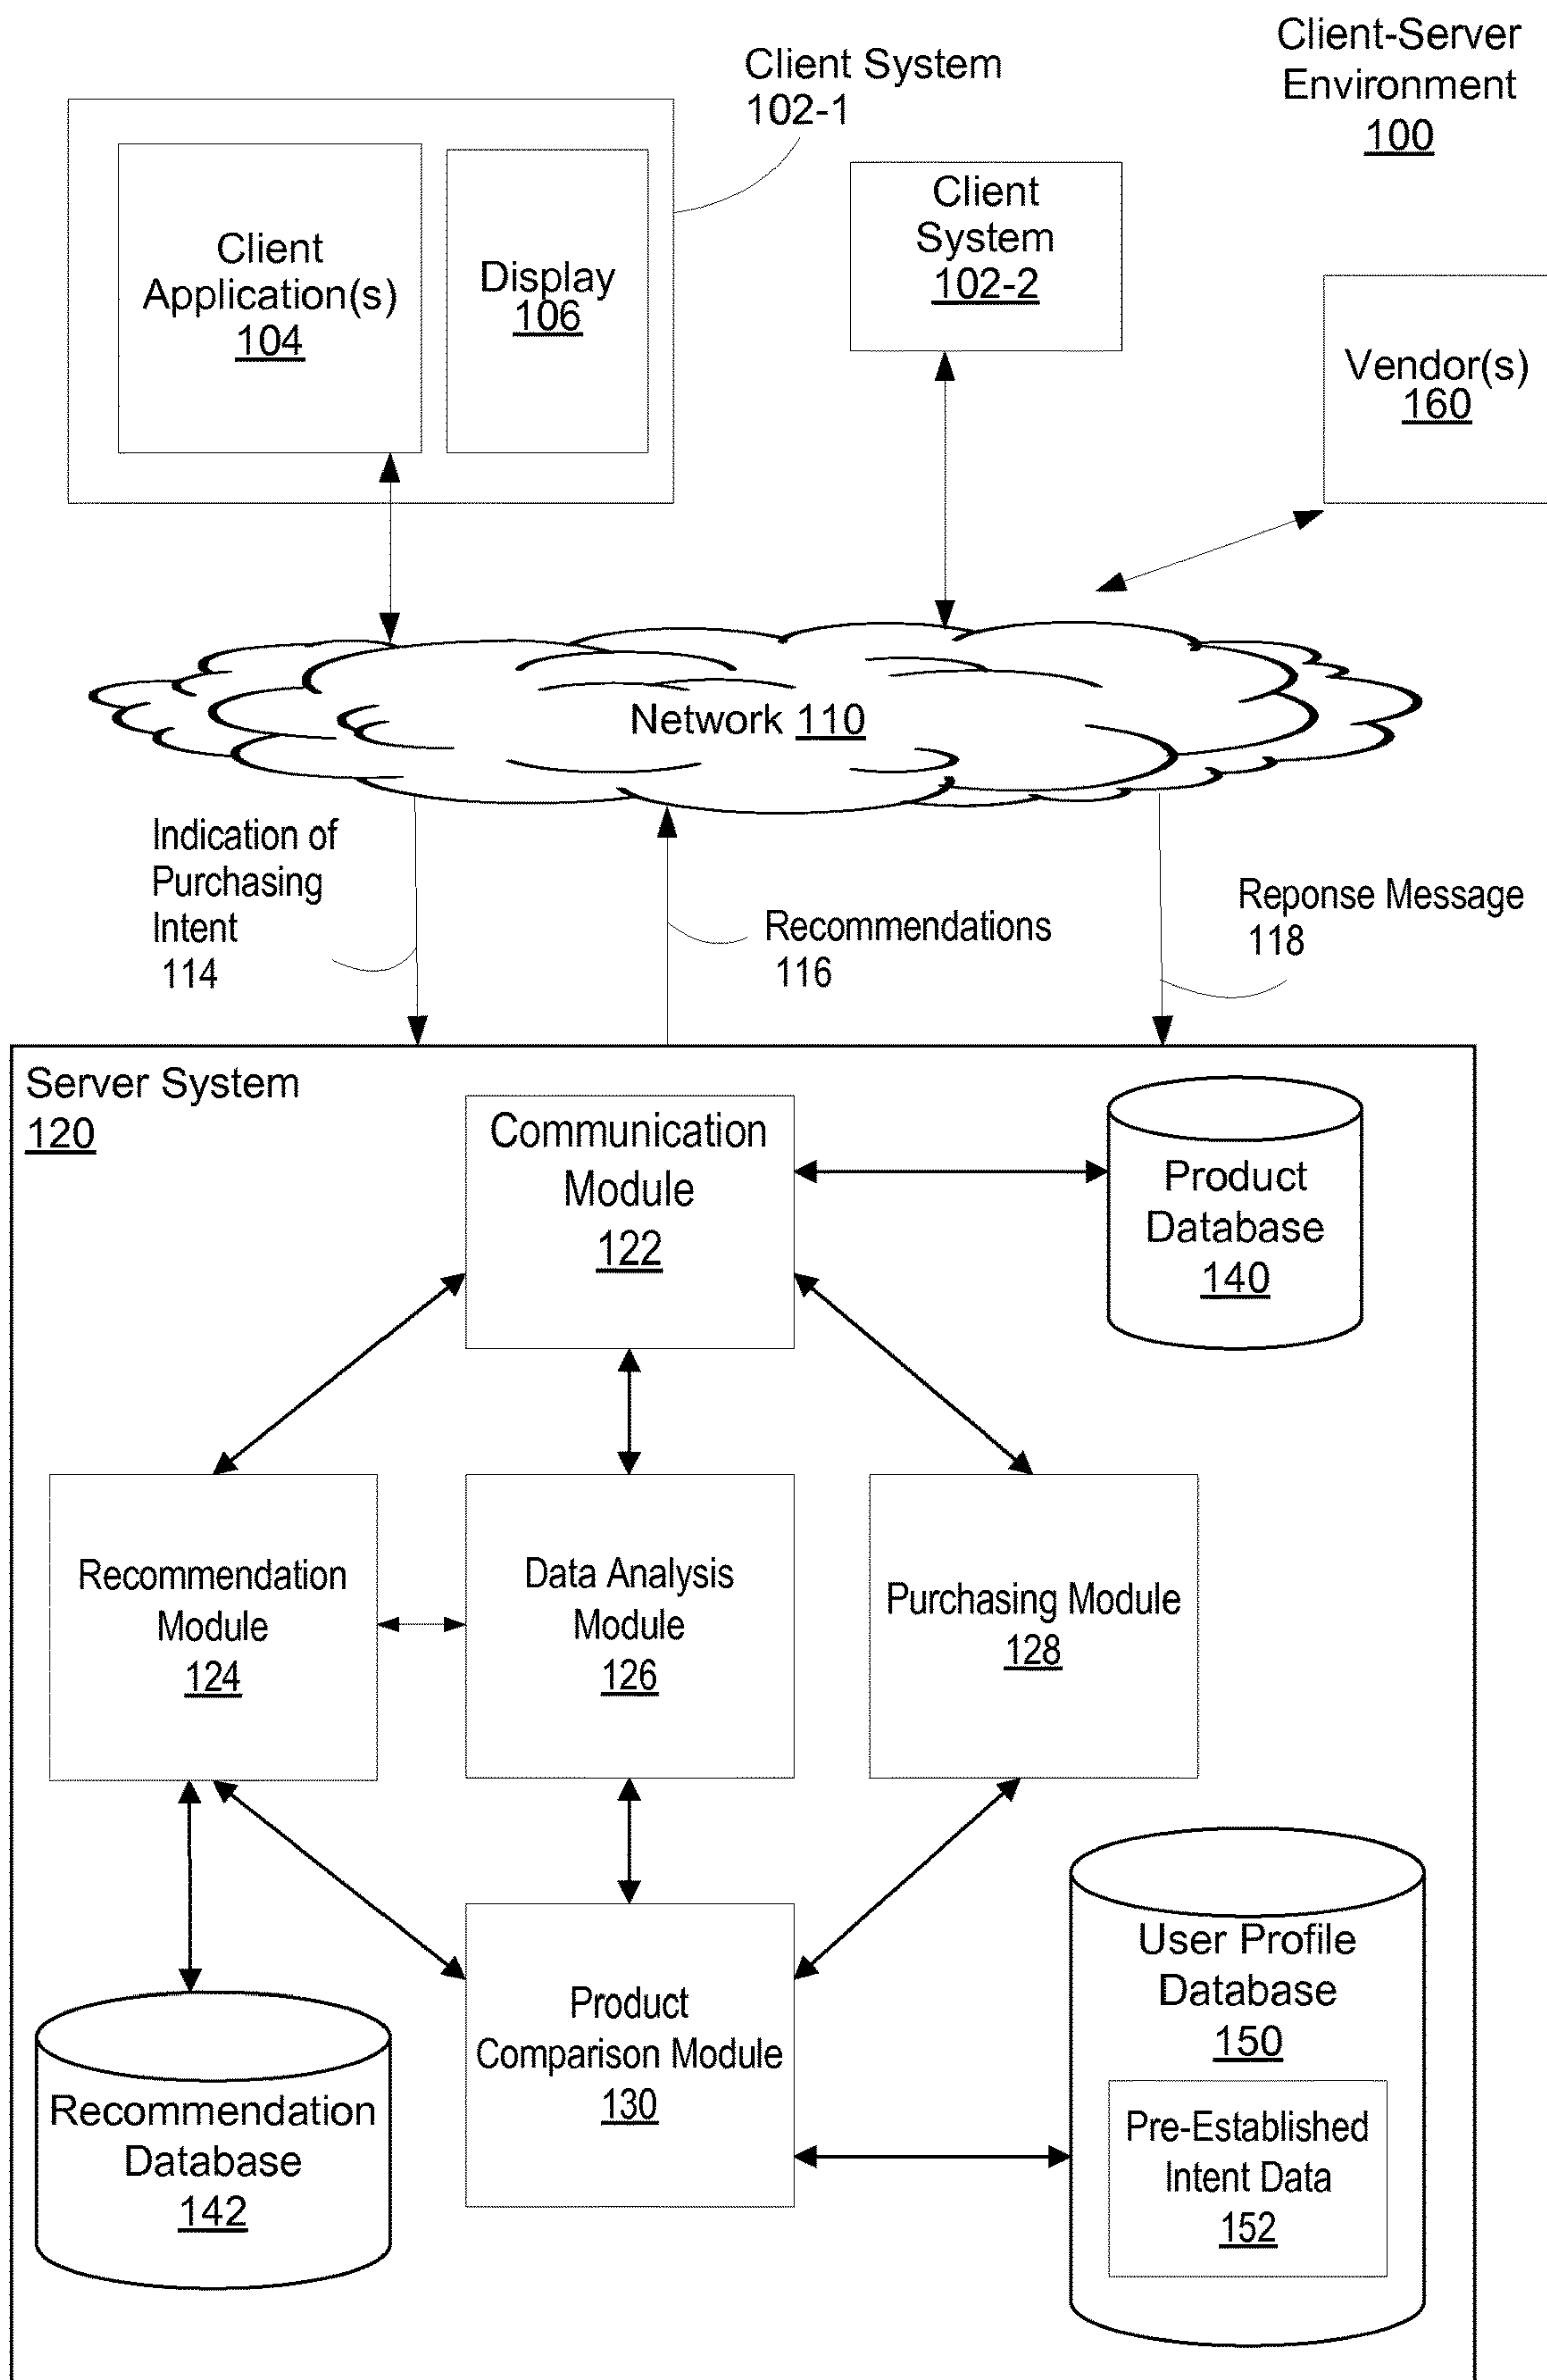 Client-Server
Environment
100
Client System
102-1
Client
Application(s)
104
Display
106
Client
System
102-2
Vendor(s)
160
Network 110
Indication of
Purchasing
Intent
114
Recommendations
116
Reponse Message
118
Server System
120
Communication
Module
122
Product
Database
140
Recommendation
Module
124
Data Analysis
Module
126
Purchasing Module
128
Product
Comparison Module
130
Recommendation
Database
142
User Profile
Database
150
Pre-Established
Intent Data
152